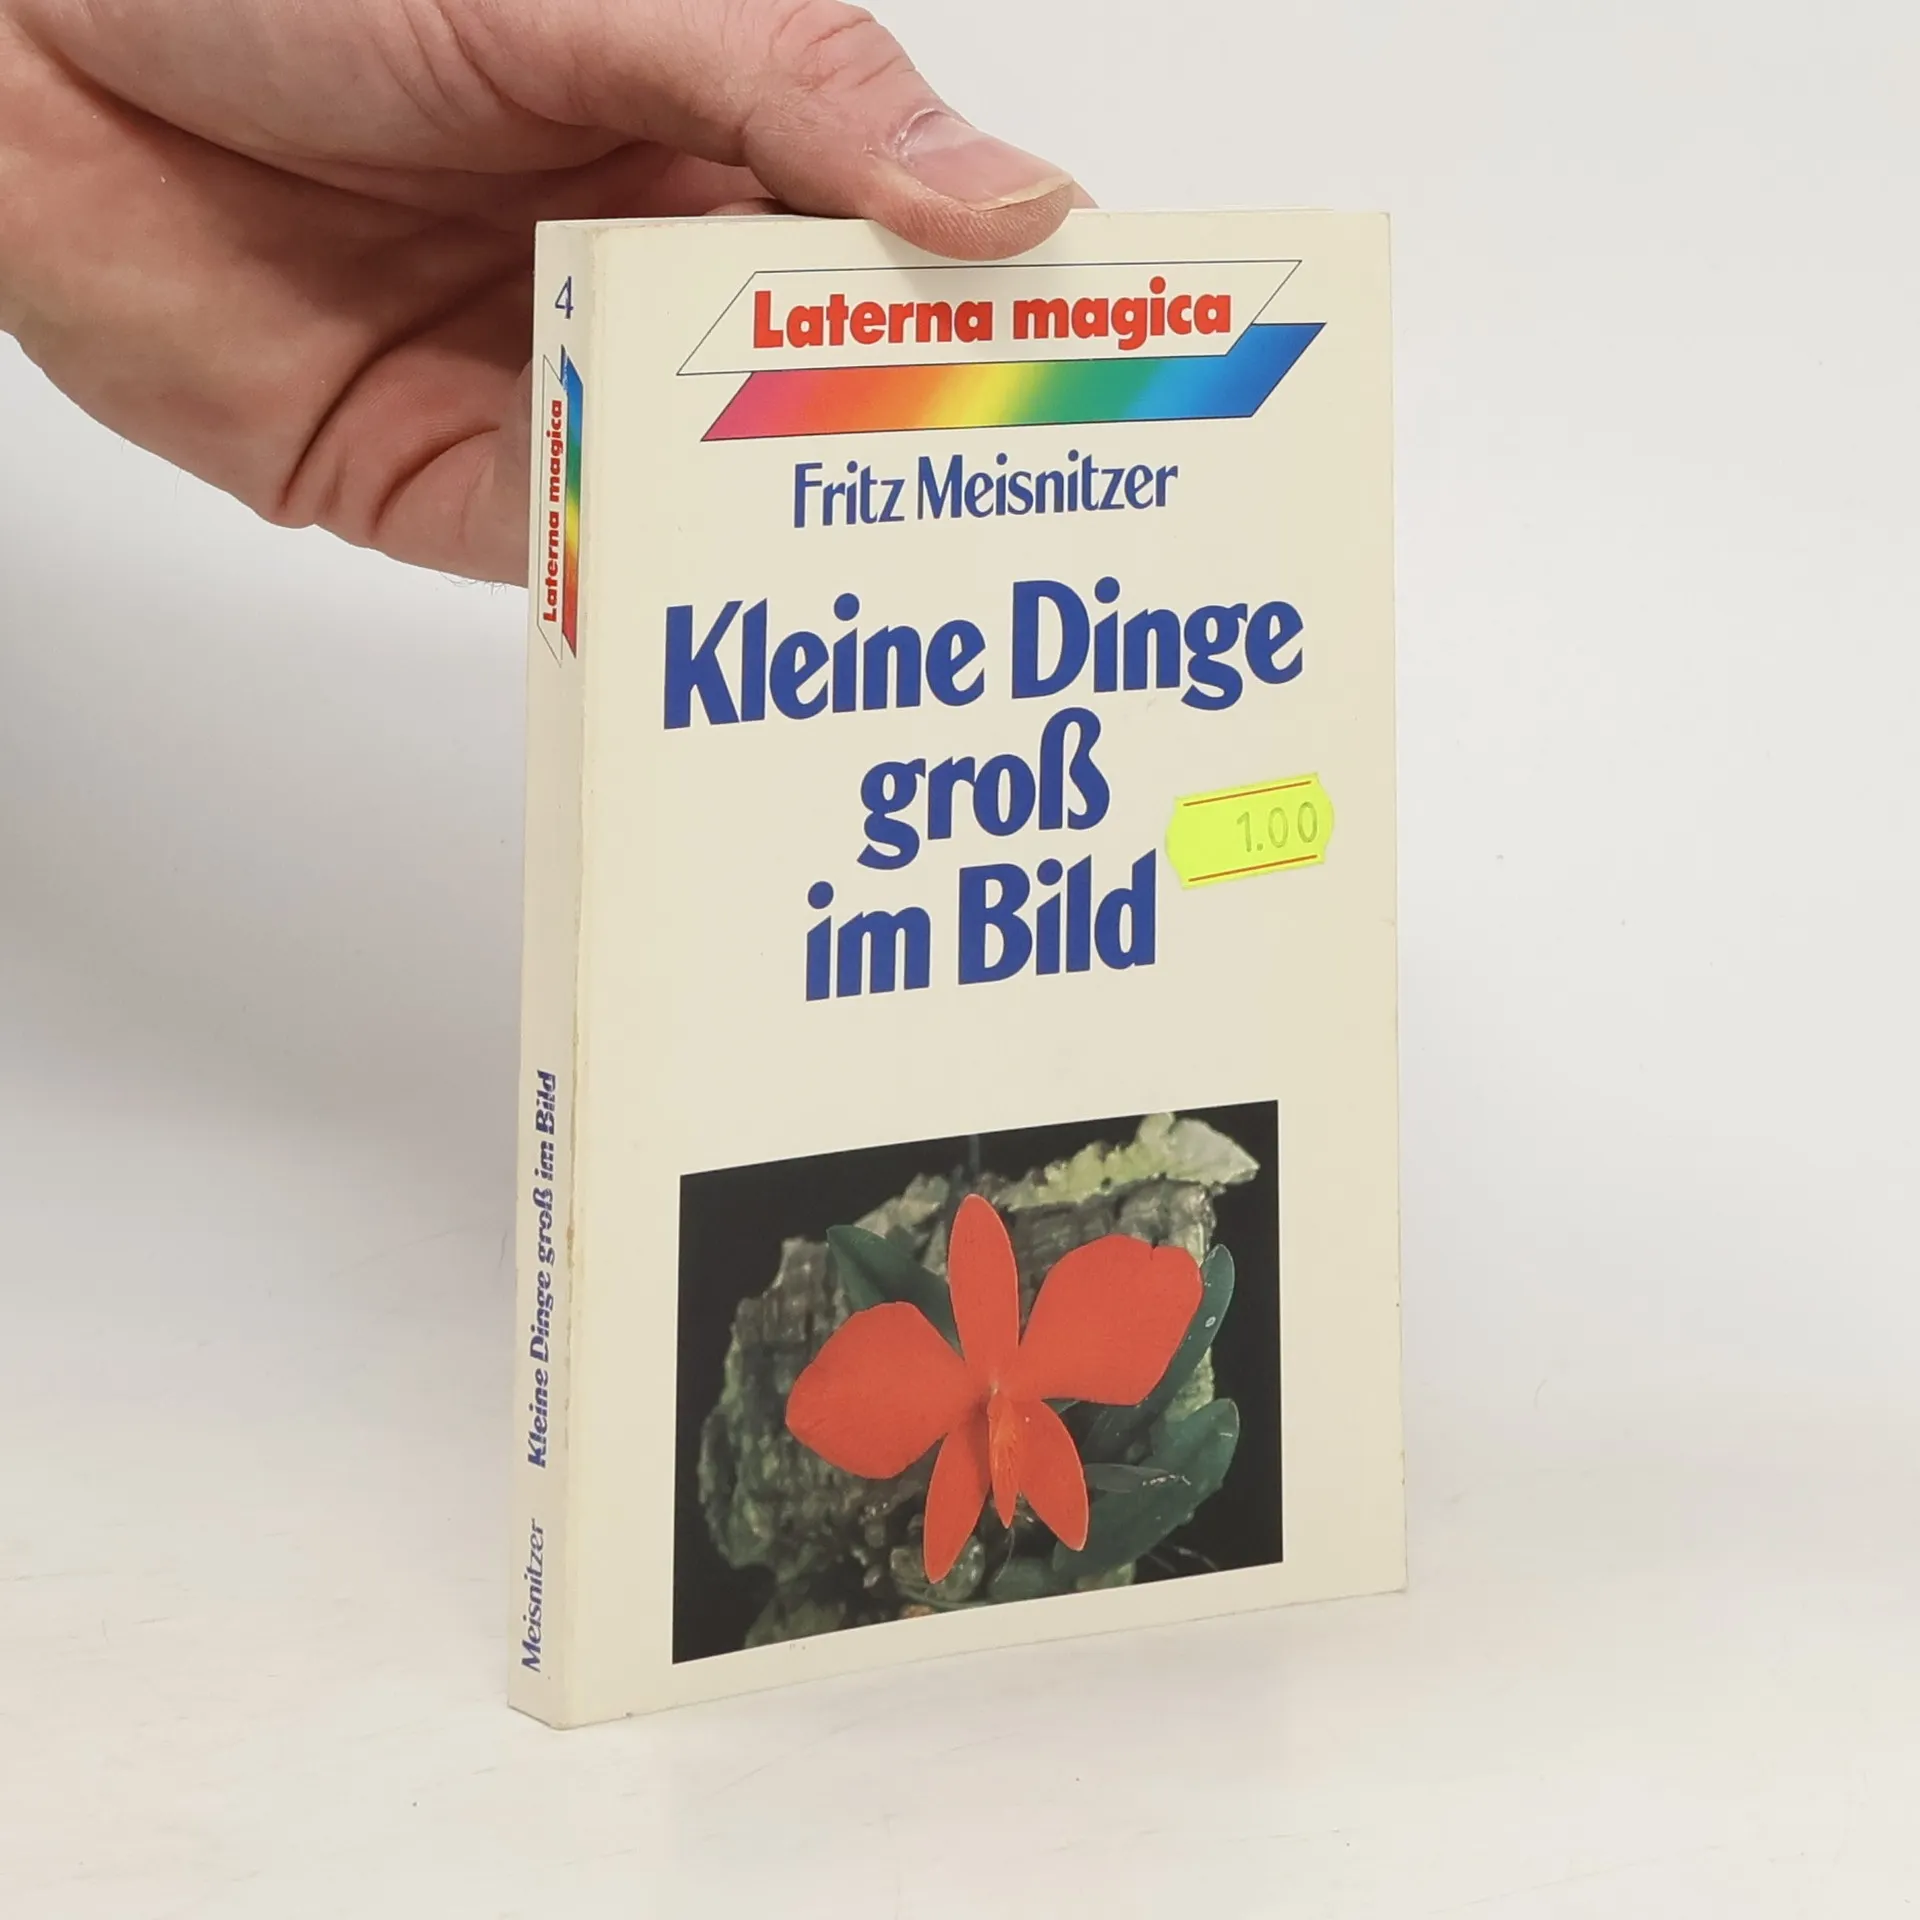 Laterna magica
Fritz Meisnitzer
Kleine Dinge
groß
im Bild
1.00
4
Laterna magica
Meisnitzer Kleine Dinge groß im Bild